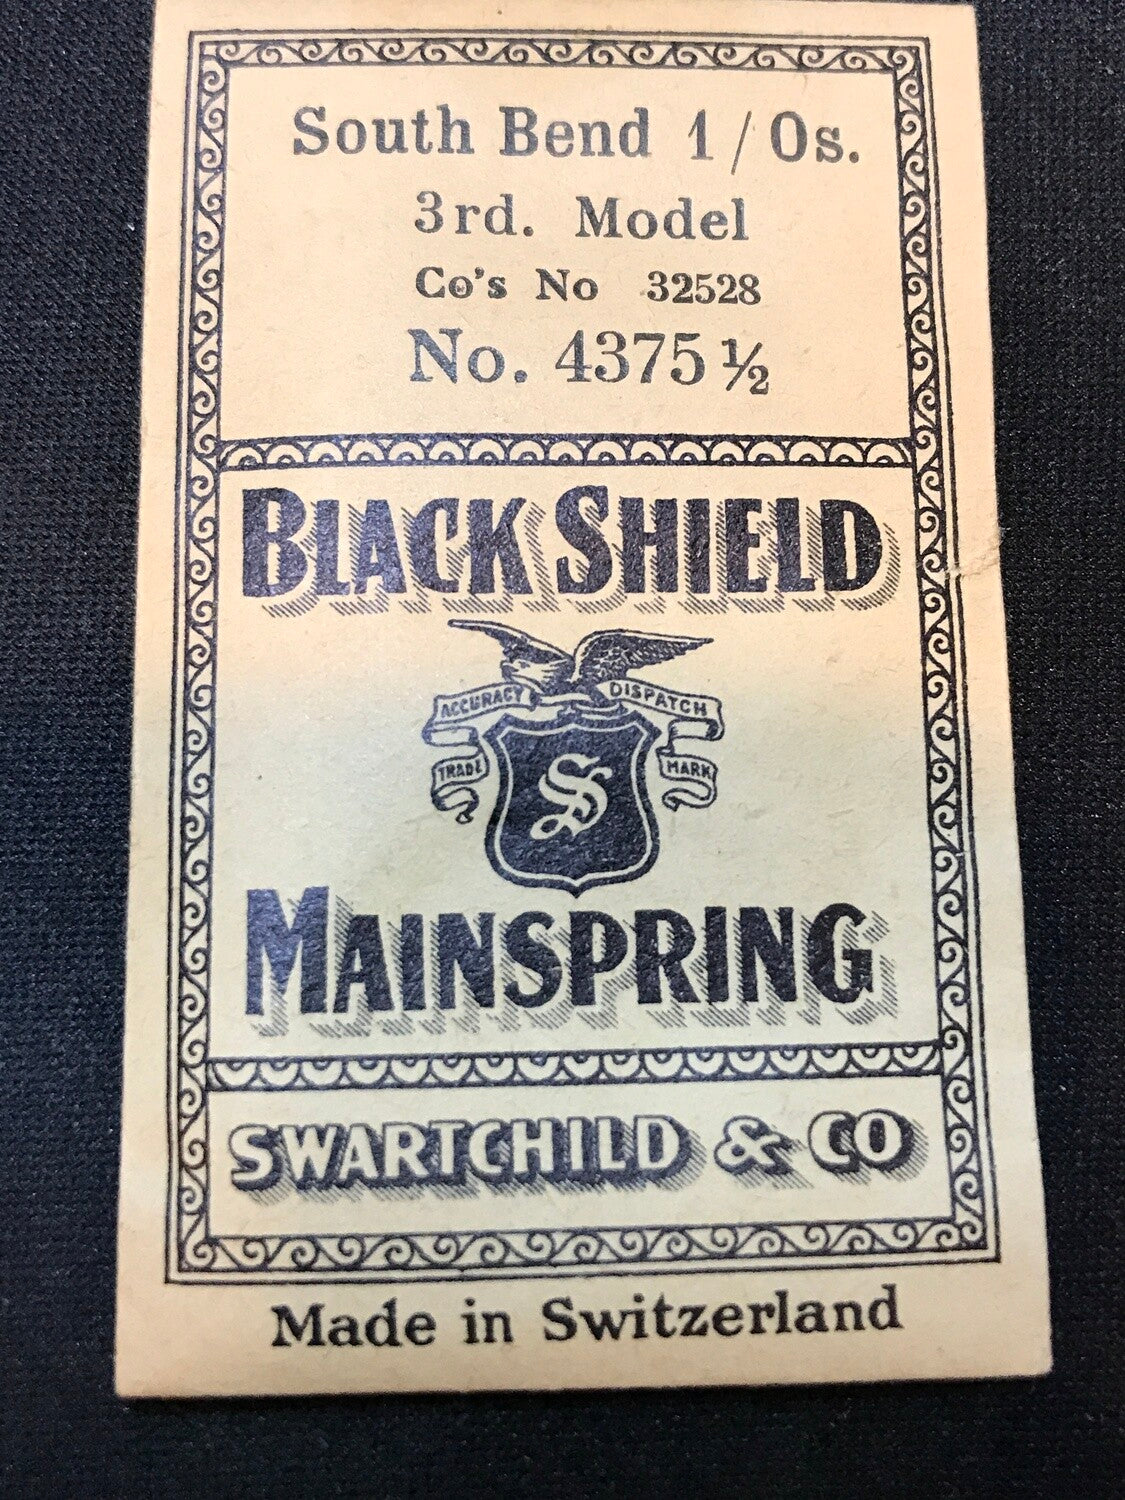 South Bend 1/0s.
3rd. Model
Co's No 32528
No. 4375 ½
BLACK SHIELD
ACCURACY DISPATCH
TRADE MARK
S
MAINSPRING
SWARTCHILD & CO
Made in Switzerland